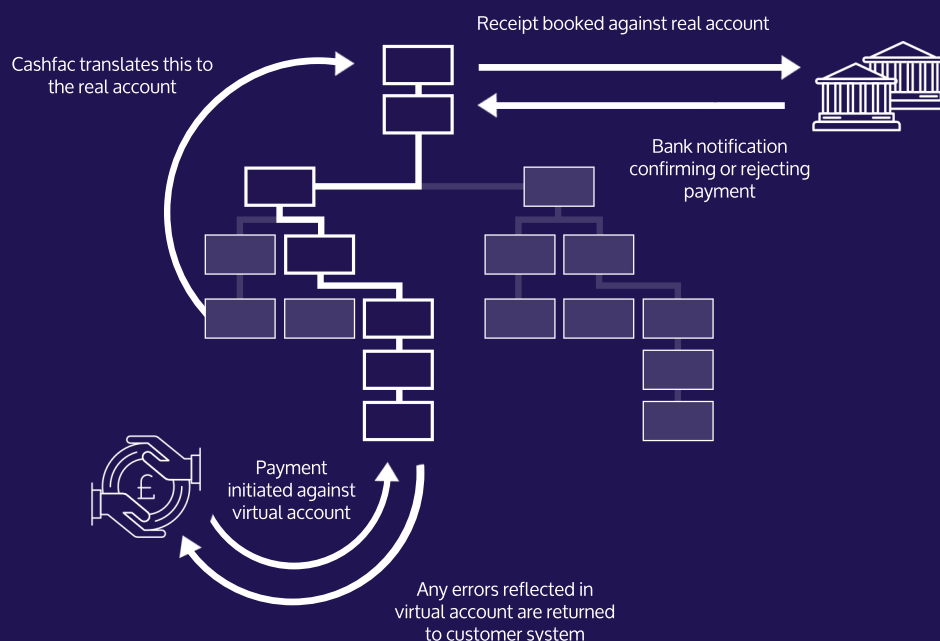 Receipt booked against real account
Cashfac translates this to
the real account
Bank notification
confirming or rejecting
payment
£
Payment
initiated against
virtual account
Any errors reflected in
virtual account are returned
to customer system